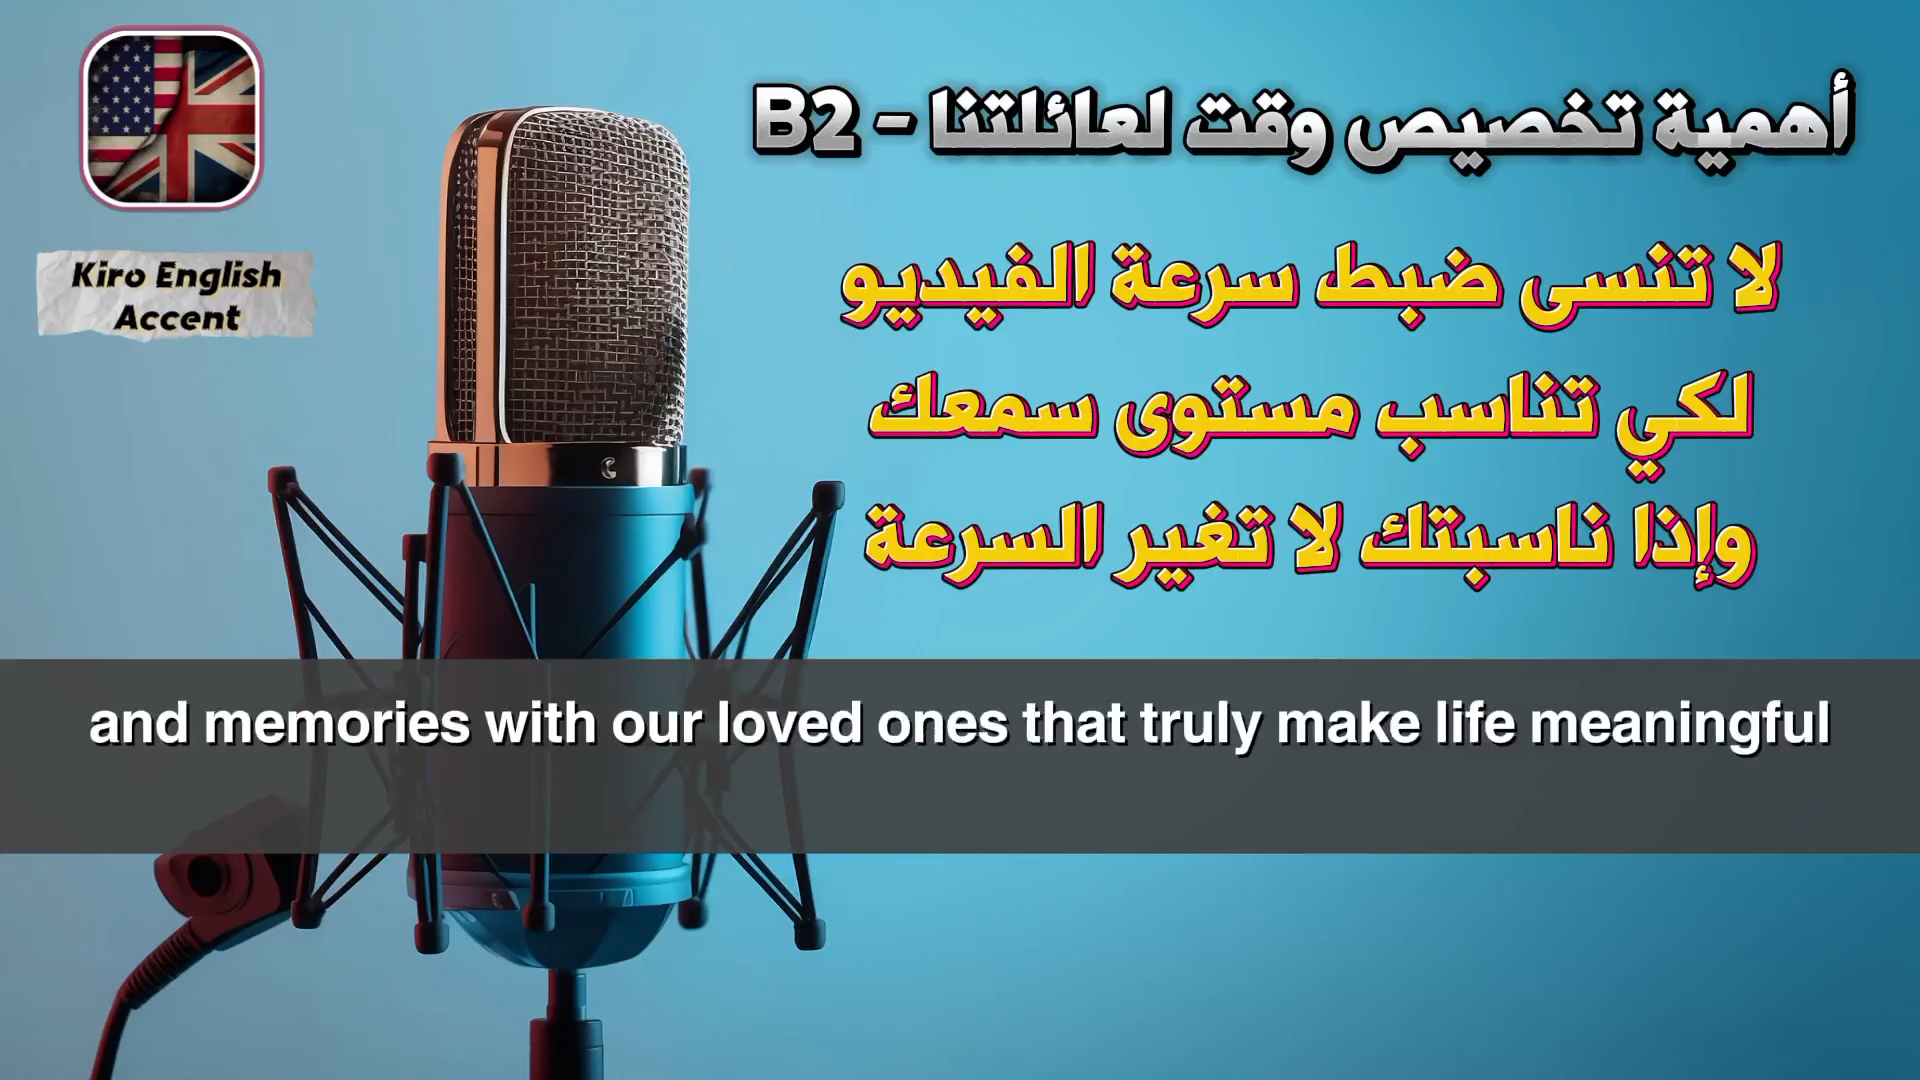 أهمية تخصيص وقت لعائلتنا - B2
Kiro English
Accent
لا تنسى ضبط سرعة الفيديو
لكي تناسب مستوى سمعك
وإذا ناسبتك لا تغير السرعة
and memories with our loved ones that truly make life meaningful